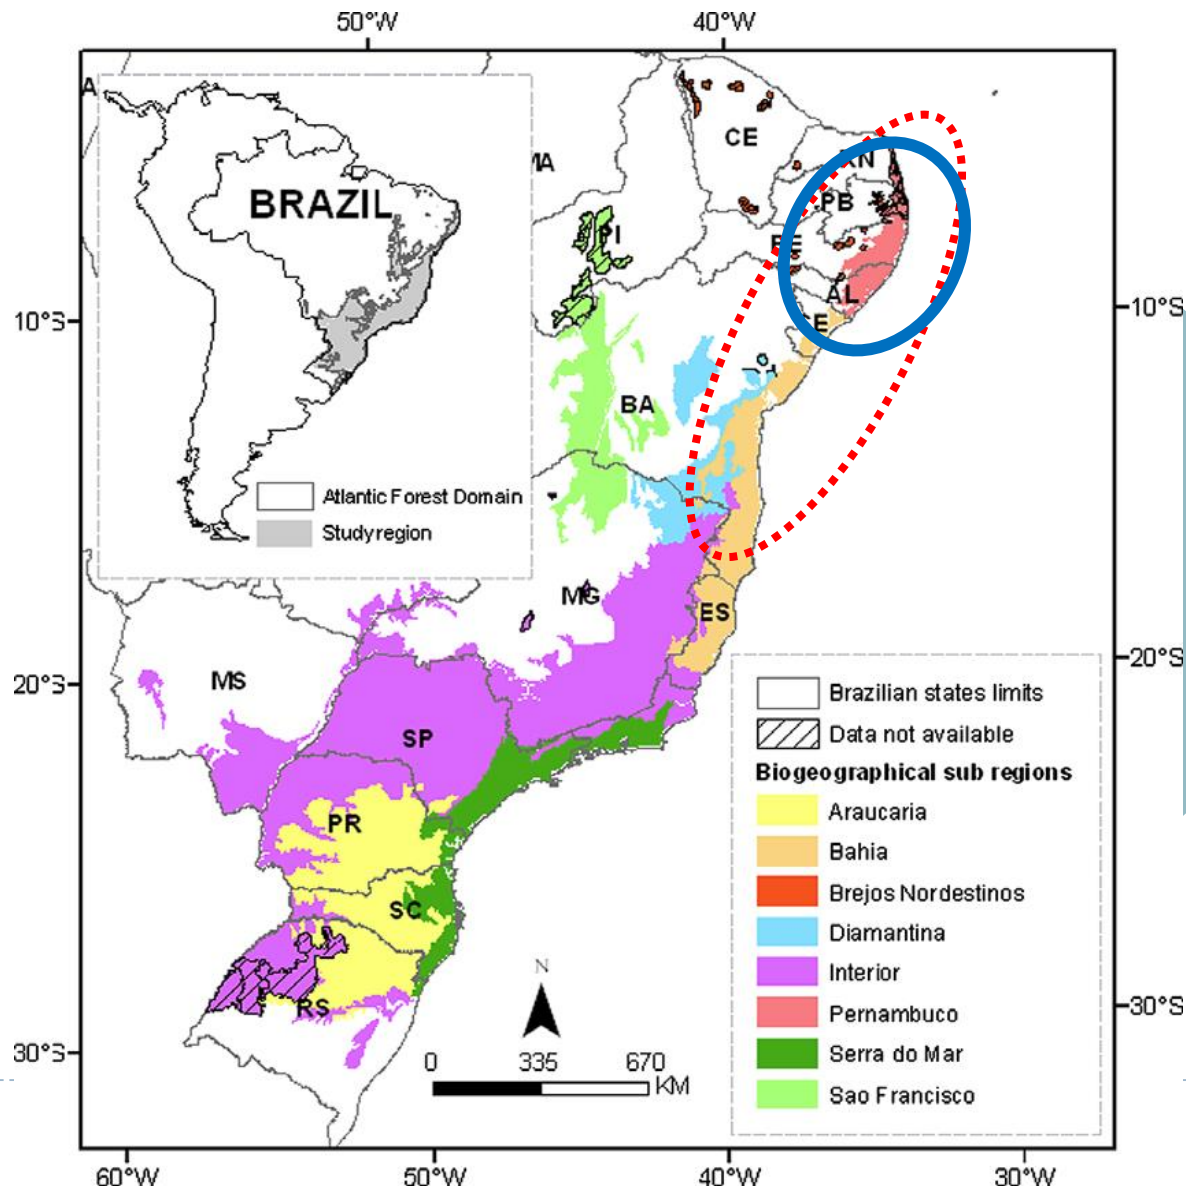 50°W 40°W
A
BRAZIL
Atlantic Forest Domain
Study region
CE
RN
PB
PE
AL
SE
PI
BA
MG
ES
MS
SP
PR
SC
RS
10°S 10°S
20°S 20°S
30°S 30°S
N
0 335 670
KM
Brazilian states limits
Data not available
Biogeographical sub regions
Araucaria
Bahia
Brejos Nordestinos
Diamantina
Interior
Pernambuco
Serra do Mar
Sao Francisco
60°W 50°W 40°W 30°W